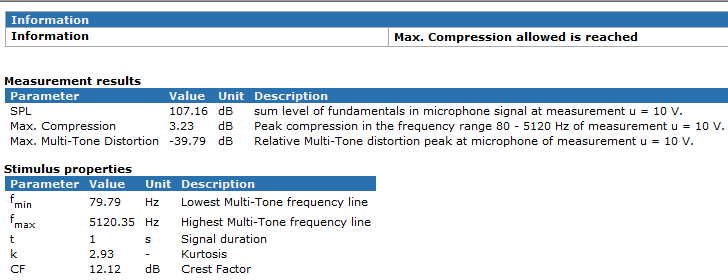 Information
Information Max. Compression allowed is reached
Measurement results
Parameter Value Unit Description
SPL 107.16 dB sum level of fundamentals in microphone signal at measurement u = 10 V.
Max. Compression 3.23 dB Peak compression in the frequency range 80 - 5120 Hz of measurement u = 10 V.
Max. Multi-Tone Distortion -39.79 dB Relative Multi-Tone distortion peak at microphone of measurement u = 10 V.
Stimulus properties
Parameter Value Unit Description
fmin 79.79 Hz Lowest Multi-Tone frequency line
fmax 5120.35 Hz Highest Multi-Tone frequency line
t 1 s Signal duration
k 2.93 - Kurtosis
CF 12.12 dB Crest Factor